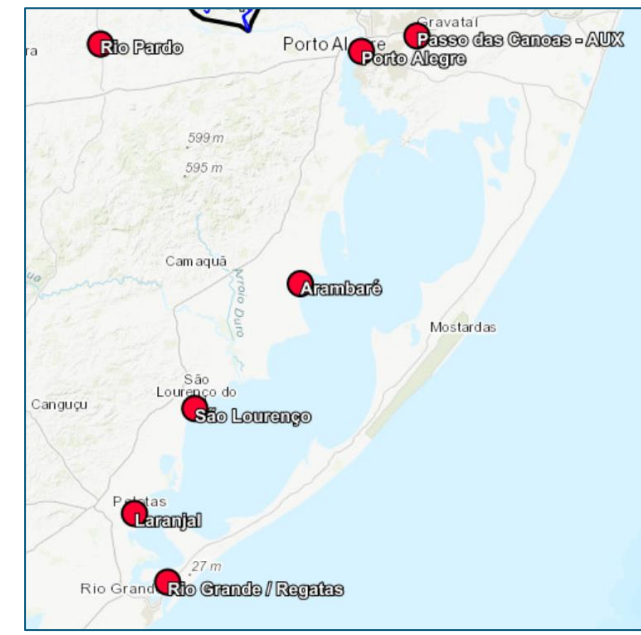 Gravataí
Passo das Canoas - AUX
Rio Pardo
Porto Alegre
Porto Alegre
599 m
595 m
Camaquã
Arroio Duro
Arambaré
Mostardas
São
Lourenço do
São Lourenço
Canguçu
Pelotas
Laranjal
27 m
Rio Grande
Rio Grande / Regatas